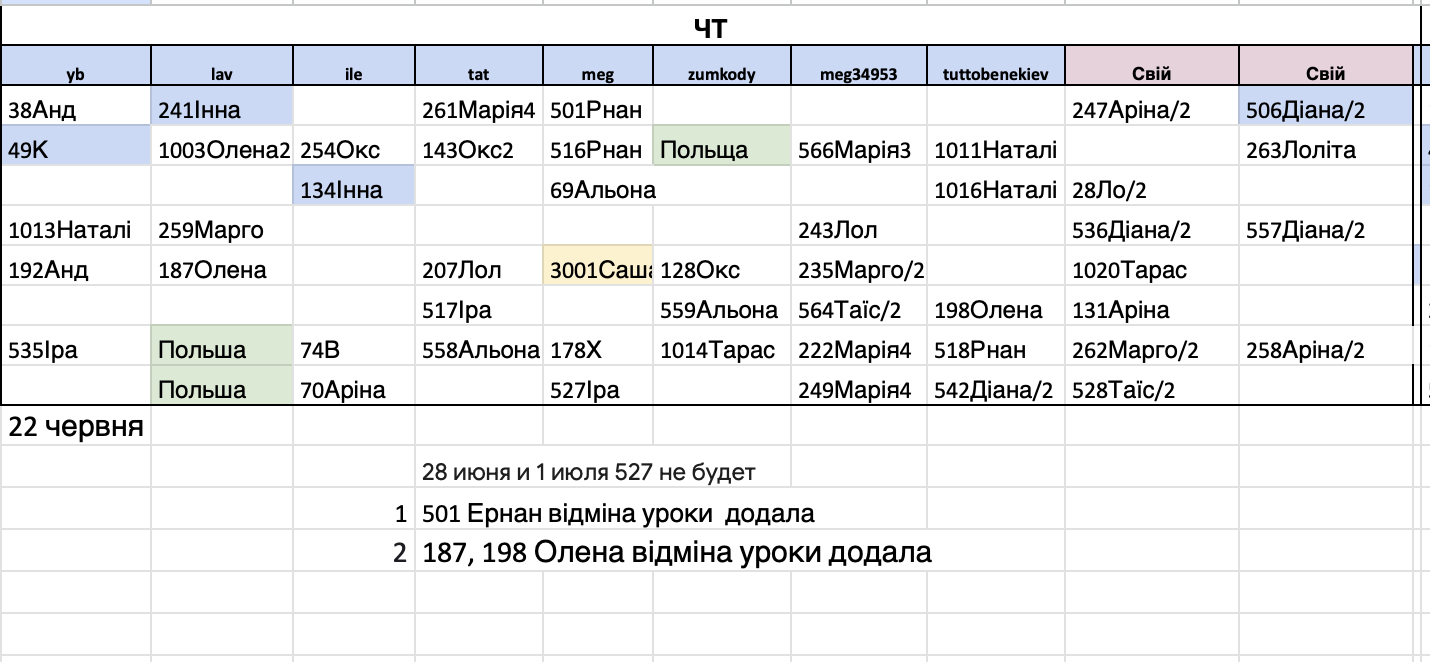 ЧТ
yb lav ile tat meg zumkody meg34953 tuttobenekiev Свій Свій
38Анд 241Інна 261Марія4 501Рнан 247Аріна/2 506Діана/2
49К 1003Олена2 254Окс 143Окс2 516Рнан Польща 566Марія3 1011Наталі 263Лоліта
134Інна 69Альона 1016Наталі 28Ло/2
1013Наталі 259Марго 243Лол 536Діана/2 557Діана/2
192Анд 187Олена 207Лол 3001Саша 128Окс 235Марго/2 1020Тарас
517Іра 559Альона 564Таїс/2 198Олена 131Аріна
535Іра Польша 74В 558Альона 178Х 1014Тарас 222Марія4 518Рнан 262Марго/2 258Аріна/2
Польша 70Аріна 527Іра 249Марія4 542Діана/2 528Таїс/2
22 червня
28 июня и 1 июля 527 не будет
1 501 Ернан відміна уроки додала
2 187, 198 Олена відміна уроки додала